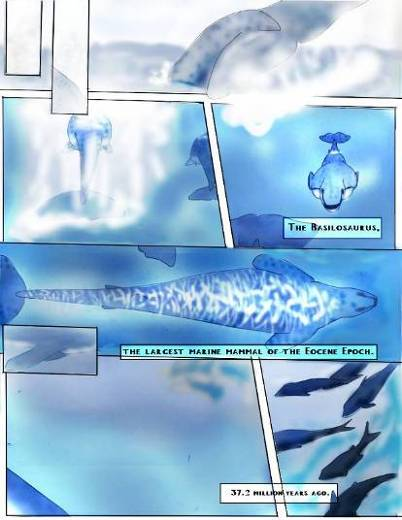 The Basilosaurus,
the largest marine mammal of the Eocene Epoch.
37.2 million years ago.